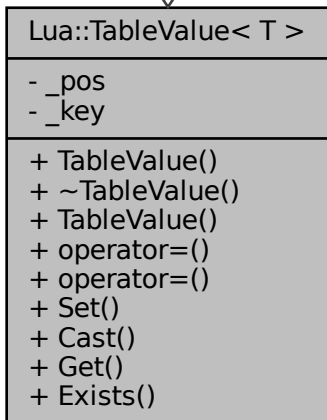 Lua::TableValue< T >
- _pos
- _key
+ TableValue()
+ ~TableValue()
+ TableValue()
+ operator=()
+ operator=()
+ Set()
+ Cast()
+ Get()
+ Exists()